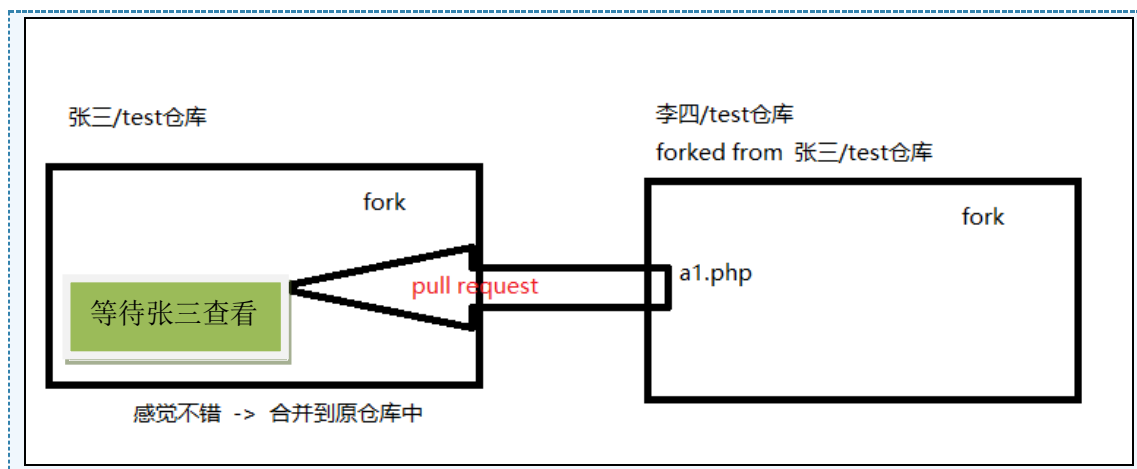 张三/test仓库
李四/test仓库
forked from 张三/test仓库
fork
fork
a1.php
pull request
等待张三查看
感觉不错 -> 合并到原仓库中